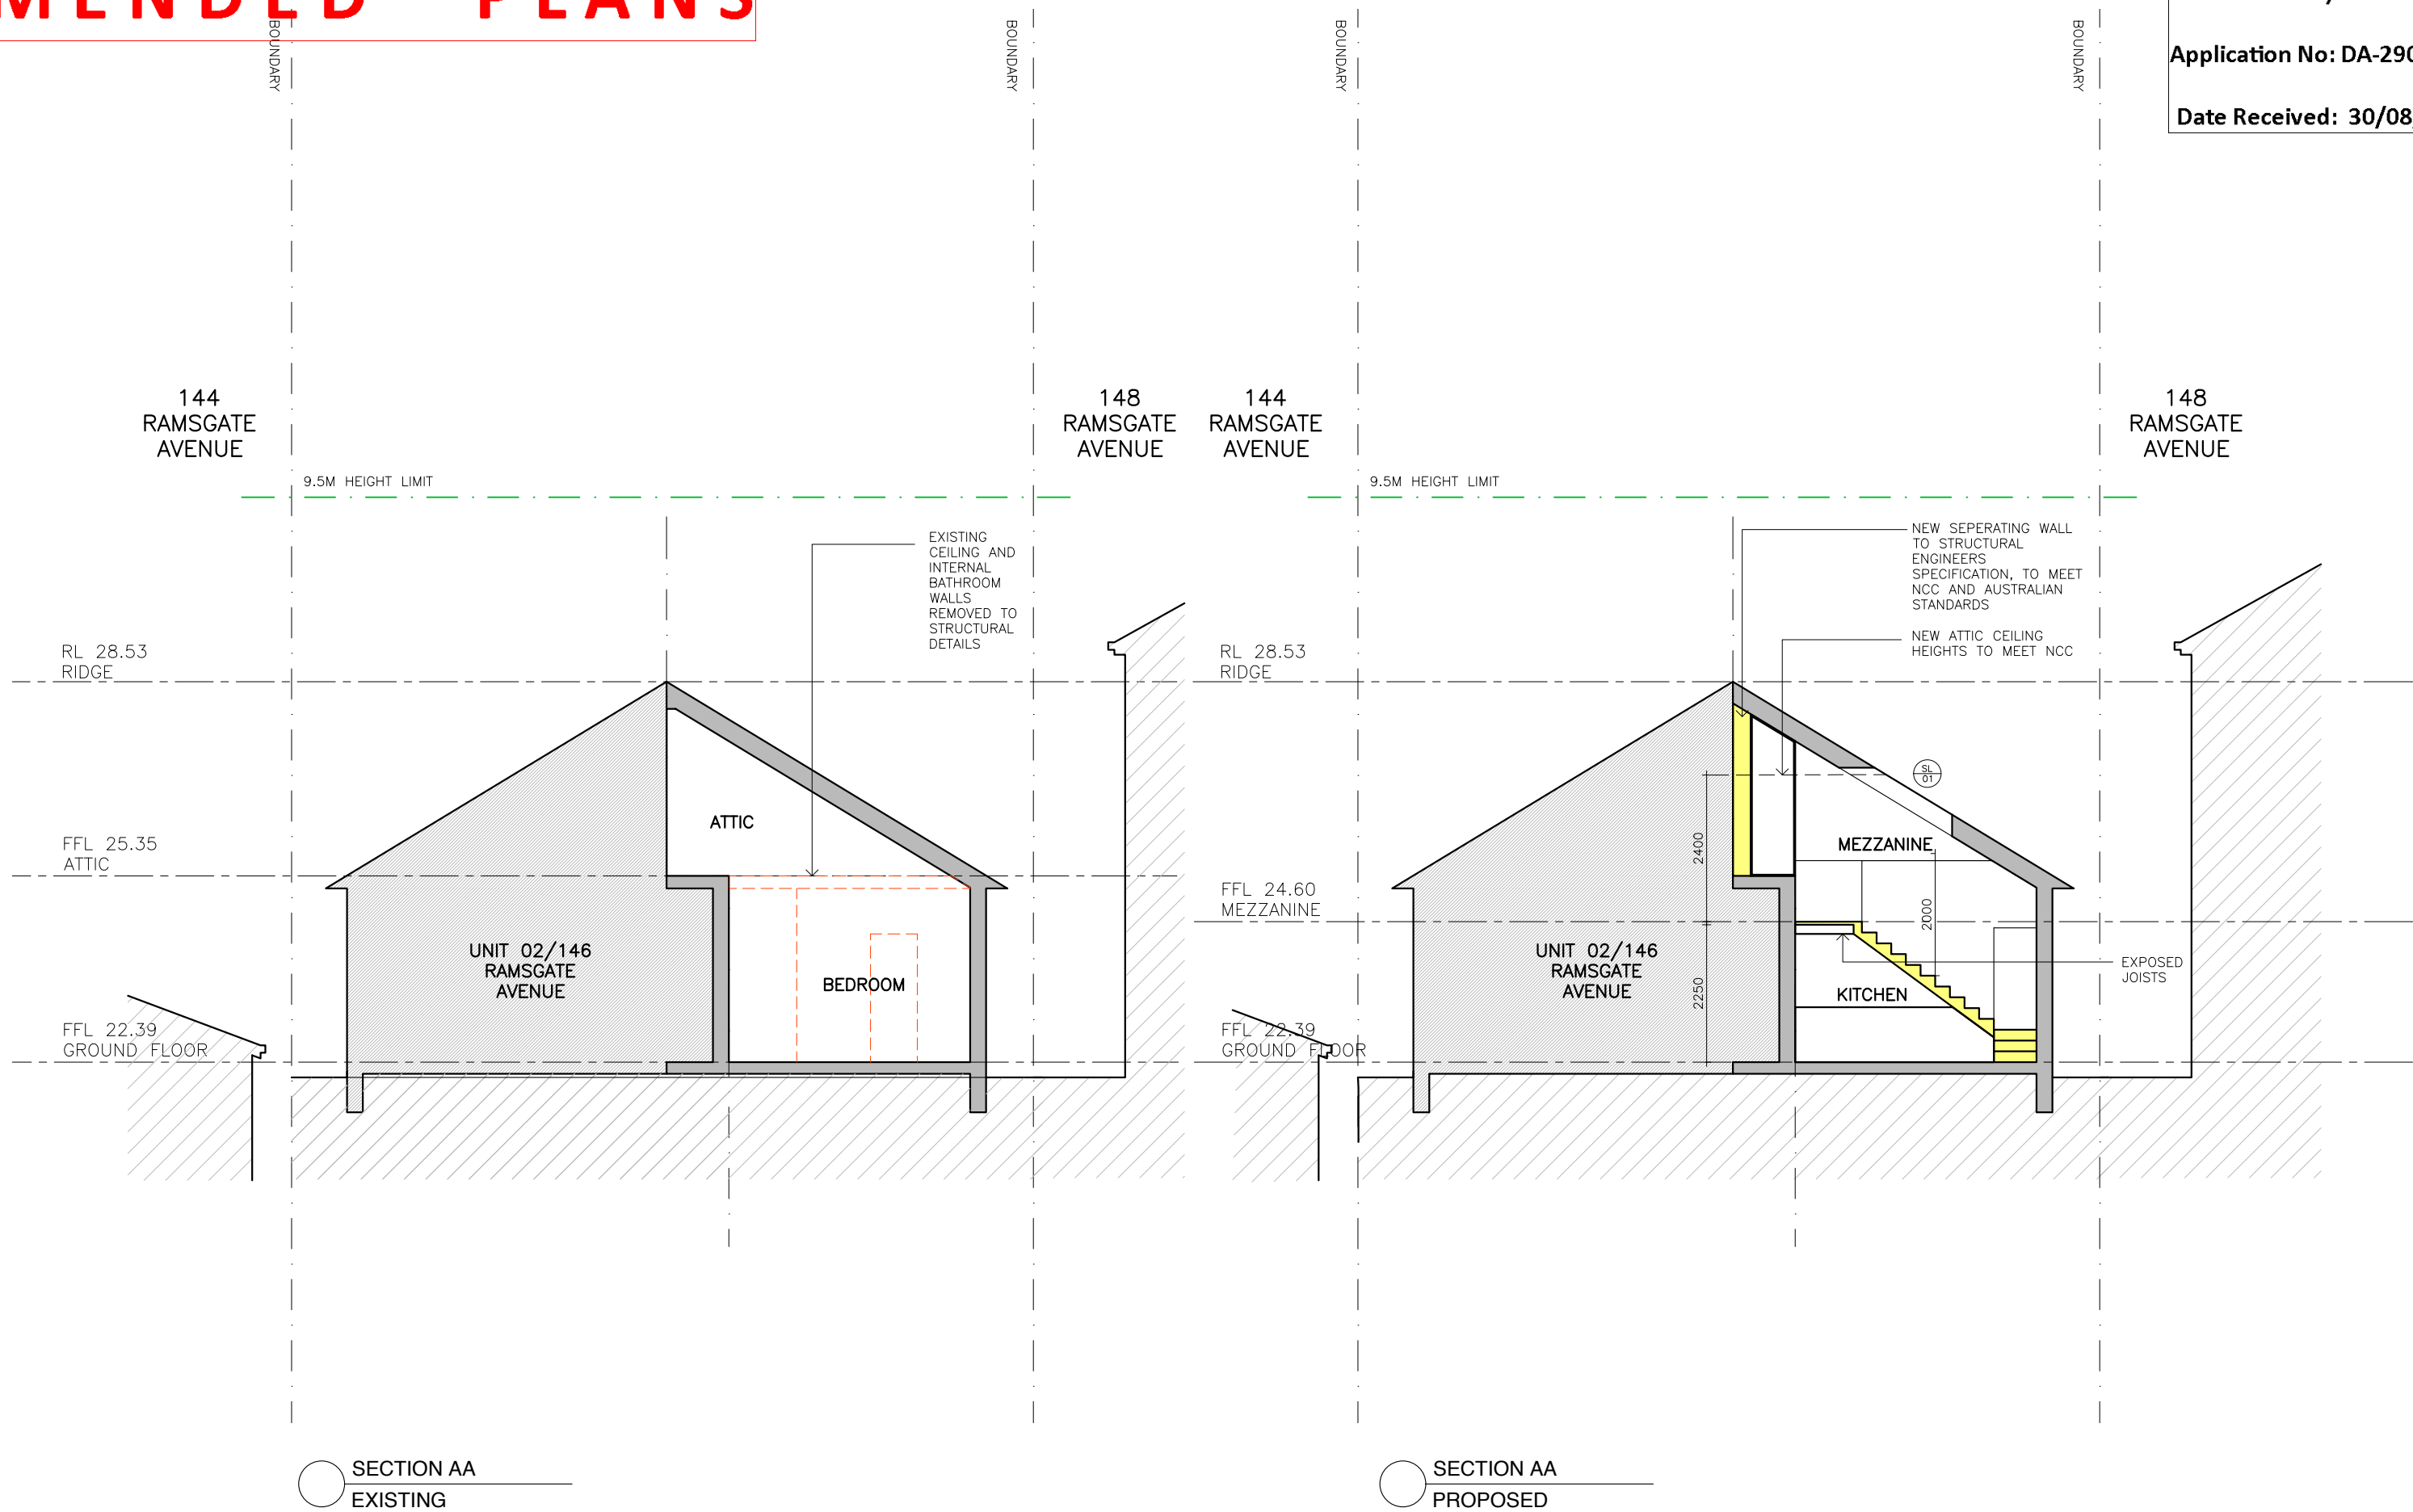 MENDED PLANS
Application No: DA-290
Date Received: 30/08
BOUNDARY
BOUNDARY
BOUNDARY
BOUNDARY
144
RAMSGATE
AVENUE
148
RAMSGATE
AVENUE
144
RAMSGATE
AVENUE
148
RAMSGATE
AVENUE
9.5M HEIGHT LIMIT
9.5M HEIGHT LIMIT
EXISTING
CEILING AND
INTERNAL
BATHROOM
WALLS
REMOVED TO
STRUCTURAL
DETAILS
NEW SEPERATING WALL
TO STRUCTURAL
ENGINEERS
SPECIFICATION, TO MEET
NCC AND AUSTRALIAN
STANDARDS
NEW ATTIC CEILING
HEIGHTS TO MEET NCC
RL 28.53
RIDGE
RL 28.53
RIDGE
SL
01
ATTIC
FFL 25.35
ATTIC
2400
MEZZANINE
FFL 24.60
MEZZANINE
2000
UNIT 02/146
RAMSGATE
AVENUE
BEDROOM
UNIT 02/146
RAMSGATE
AVENUE
2250
KITCHEN
EXPOSED
JOISTS
FFL 22.39
GROUND FLOOR
FFL 22.39
GROUND FLOOR
SECTION AA
EXISTING
SECTION AA
PROPOSED